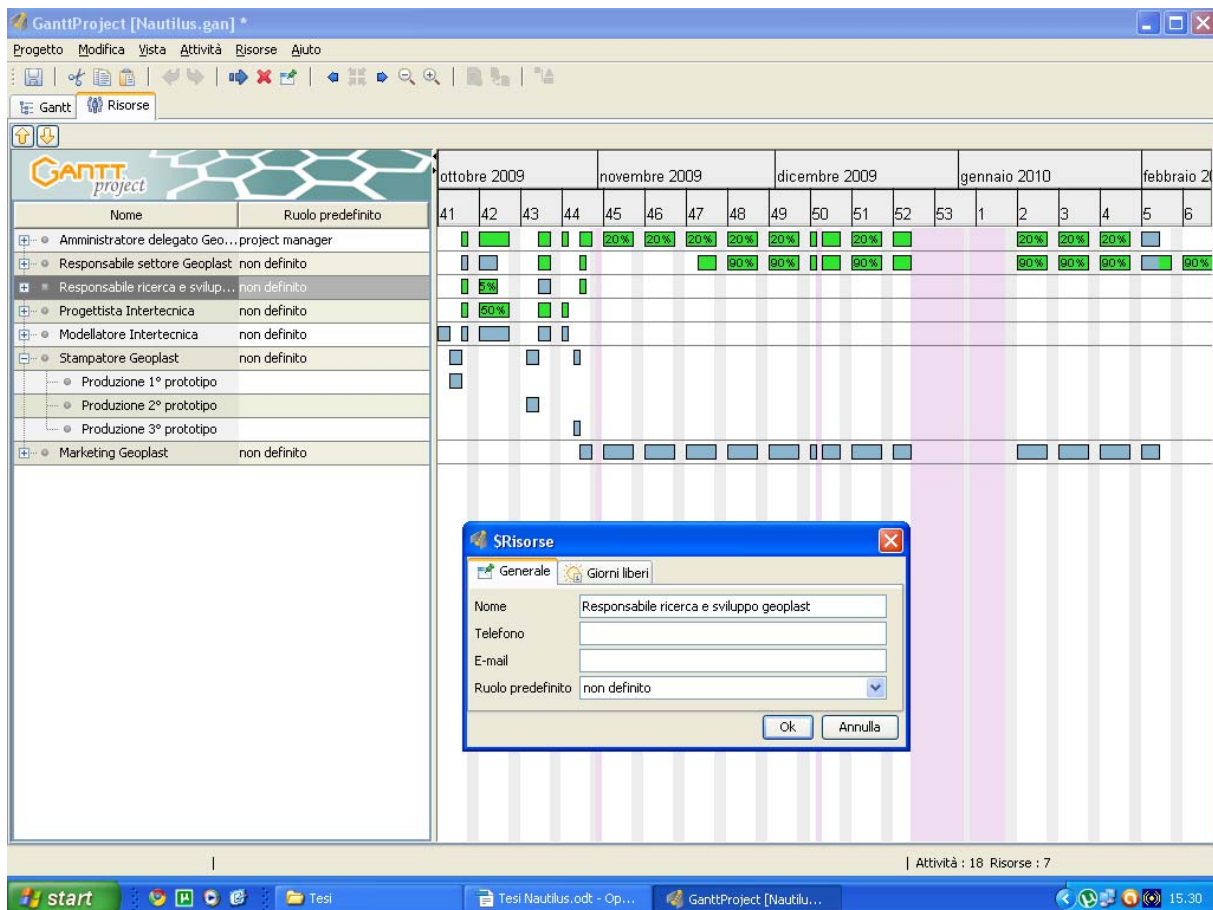 GanttProject [Nautilus.gan] *
Progetto Modifica Vista Attività Risorse Aiuto
Gantt Risorse
GANTT project
ottobre 2009 novembre 2009 dicembre 2009 gennaio 2010 febbraio 2
Nome Ruolo predefinito 41 42 43 44 45 46 47 48 49 50 51 52 53 1 2 3 4 5 6
Amministratore delegato Geo... project manager 20% 20% 20% 20% 20% 20% 20% 20% 20%
Responsabile settore Geoplast non definito 90% 90% 90% 90% 90% 90% 90%
Responsabile ricerca e svilup... non definito 5%
Progettista Intertecnica non definito 50%
Modellatore Intertecnica non definito
Stampatore Geoplast non definito
Produzione 1° prototipo
Produzione 2° prototipo
Produzione 3° prototipo
Marketing Geoplast non definito
$Risorse
Generale Giorni liberi
Nome Responsabile ricerca e sviluppo geoplast
Telefono
E-mail
Ruolo predefinito non definito
Ok Annulla
Attività : 18 Risorse : 7
start Tesi Tesi Nautilus.odt - Op... GanttProject [Nautilu... 15.30